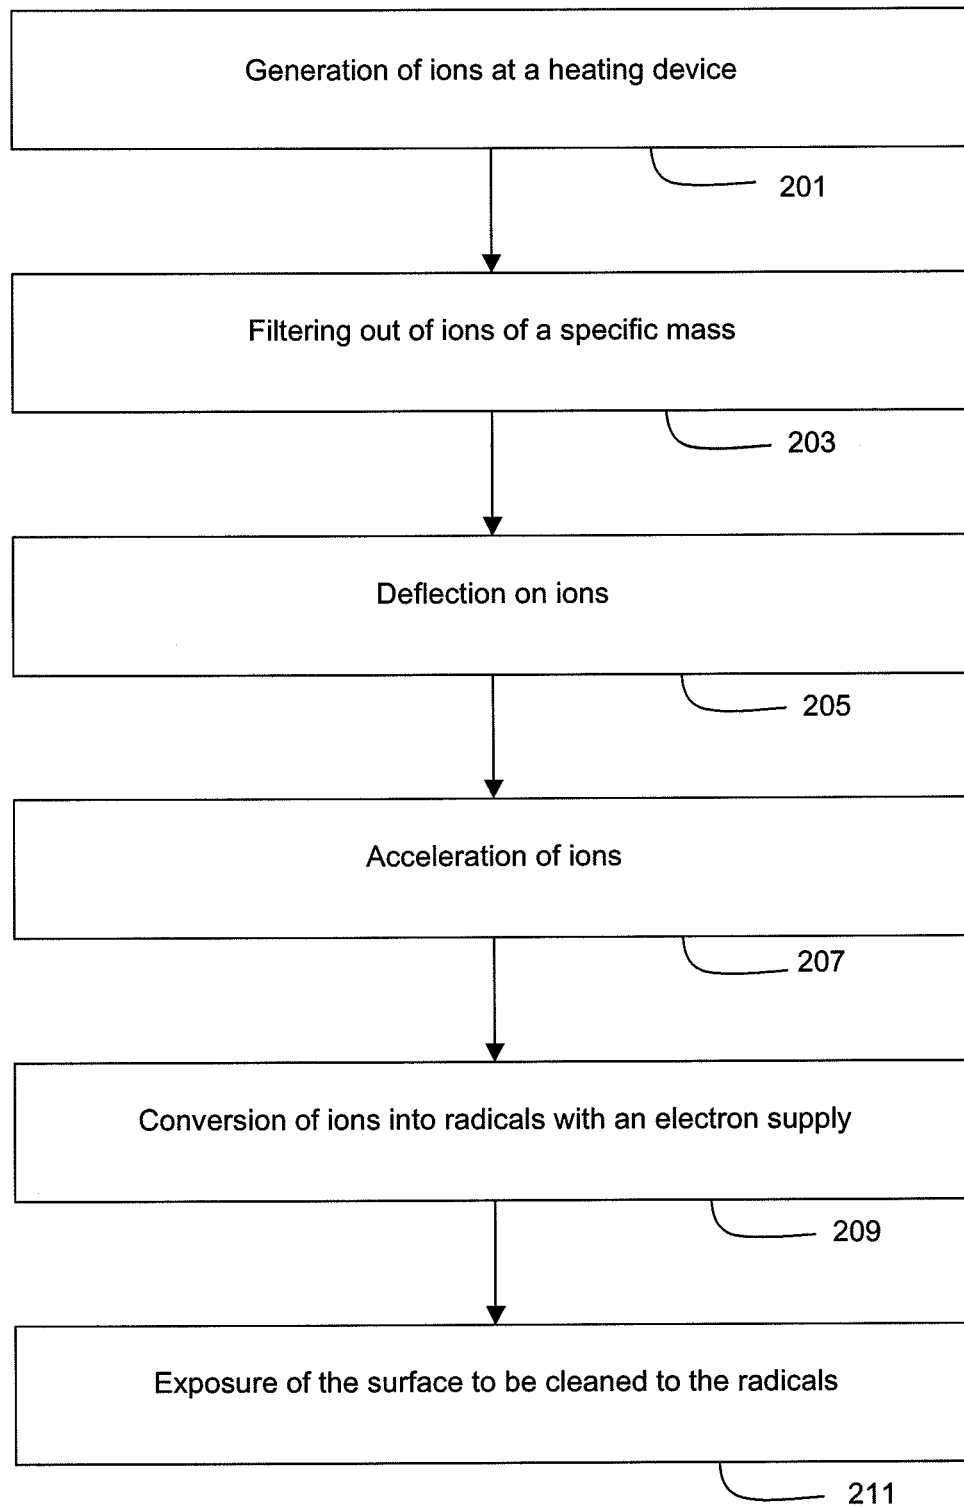 Generation of ions at a heating device
201
Filtering out of ions of a specific mass
203
Deflection on ions
205
Acceleration of ions
207
Conversion of ions into radicals with an electron supply
209
Exposure of the surface to be cleaned to the radicals
211